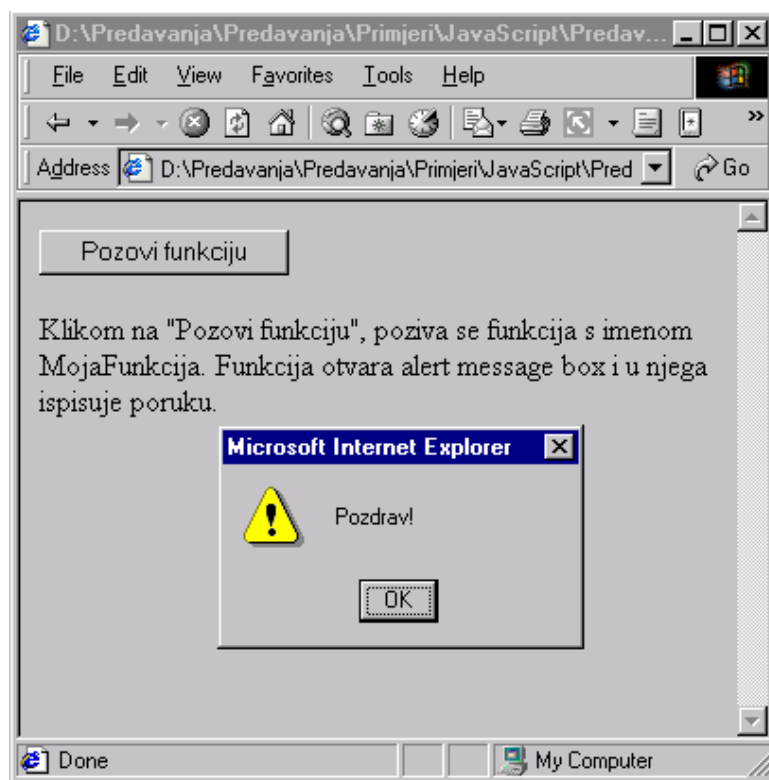 D:\Predavanja\Predavanja\Primjeri\JavaScript\Predav...
File Edit View Favorites Tools Help
»
Address D:\Predavanja\Predavanja\Primjeri\JavaScript\Pred Go
Pozovi funkciju
Klikom na "Pozovi funkciju", poziva se funkcija s imenom
MojaFunkcija. Funkcija otvara alert message box i u njega
ispisuje poruku.
Microsoft Internet Explorer
Pozdrav!
OK
Done My Computer